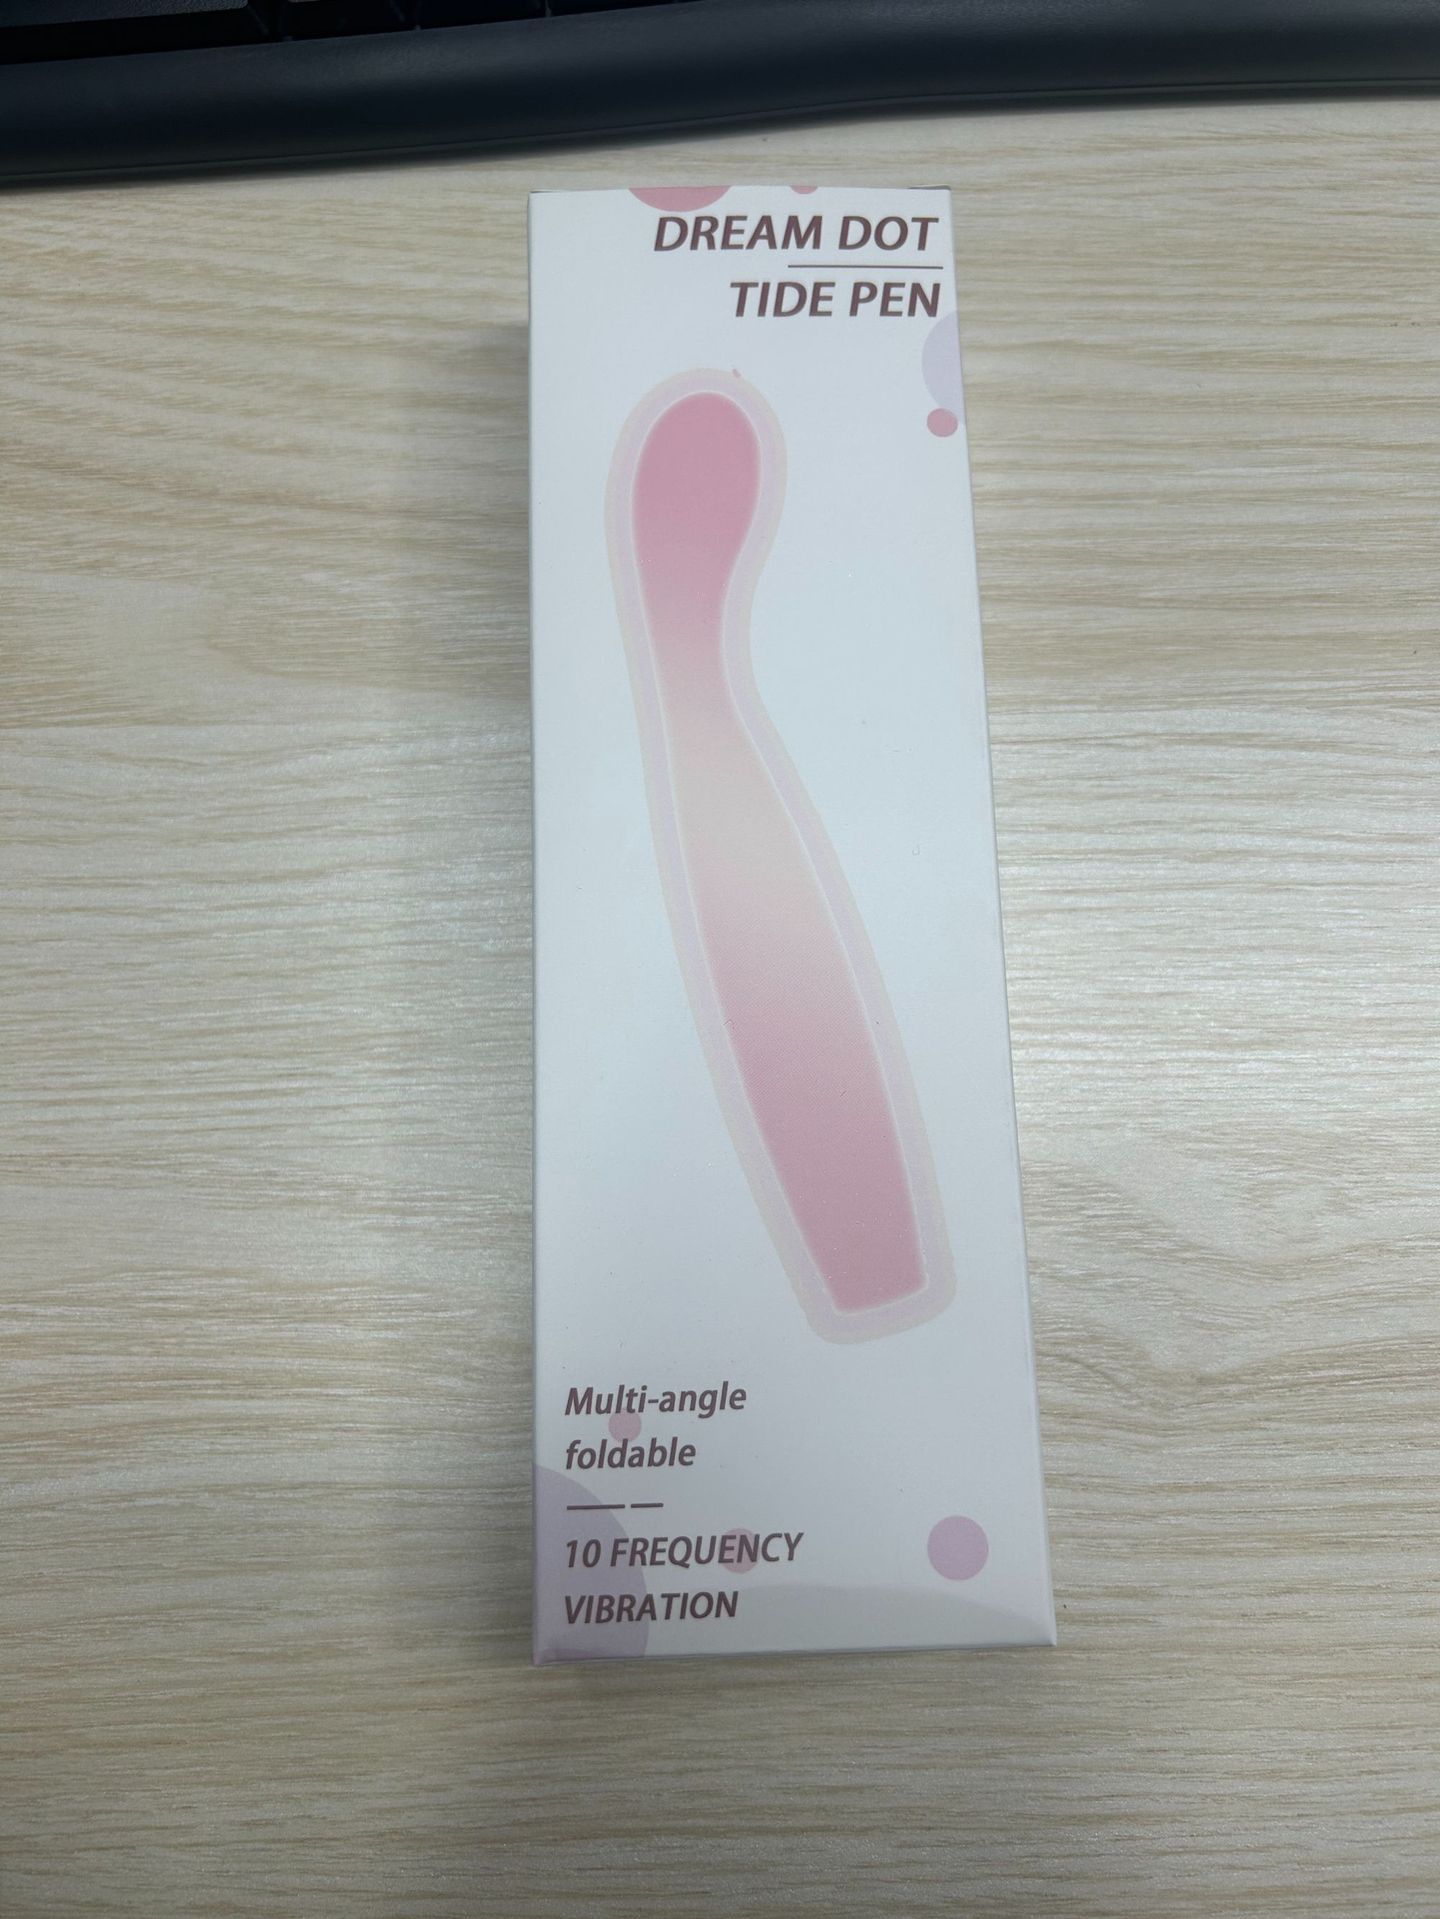 DREAM DOT
TIDE PEN
Multi-angle
foldable
10 FREQUENCY
VIBRATION